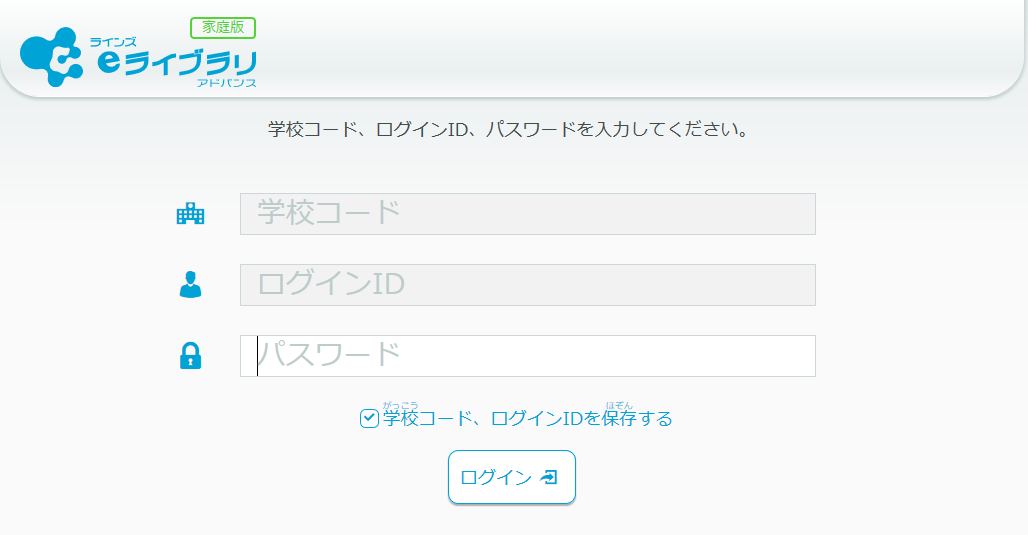 家庭版
ラインズ
eライブラリ
アドバンス
学校コード、ログインID、パスワードを入力してください。
学校コード
ログインID
パスワード
がっこう ほぞん
学校コード、ログインIDを保存する
ログイン